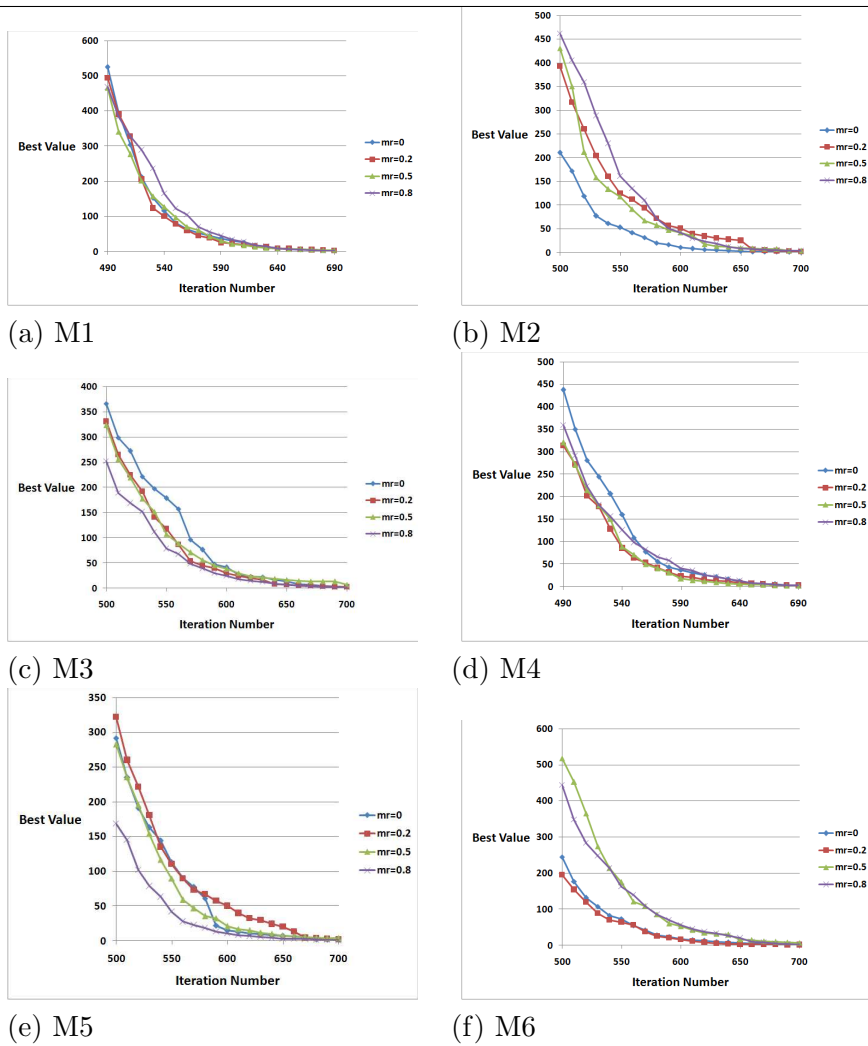 600
500
400
300
200
100
0
Best Value
490 540 590 640 690
Iteration Number
mr=0
mr=0.2
mr=0.5
mr=0.8
(a) M1
500
450
400
350
300
250
200
150
100
50
0
Best Value
500 550 600 650 700
Iteration Number
mr=0
mr=0.2
mr=0.5
mr=0.8
(b) M2
400
350
300
250
200
150
100
50
0
Best Value
500 550 600 650 700
Iteration Number
mr=0
mr=0.2
mr=0.5
mr=0.8
(c) M3
500
450
400
350
300
250
200
150
100
50
0
Best Value
490 540 590 640 690
Iteration Number
mr=0
mr=0.2
mr=0.5
mr=0.8
(d) M4
350
300
250
200
150
100
50
0
Best Value
500 550 600 650 700
Iteration Number
mr=0
mr=0.2
mr=0.5
mr=0.8
(e) M5
600
500
400
300
200
100
0
Best Value
500 550 600 650 700
Iteration Number
mr=0
mr=0.2
mr=0.5
mr=0.8
(f) M6